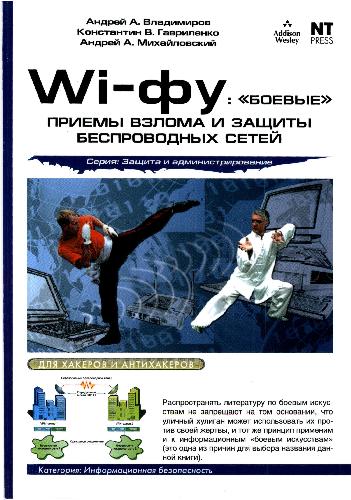 Андрей А. Владимиров
Константин В. Гавриленко
Андрей А. Михайловский
Addison
Wesley
NT
PRESS
Wi-фу: «БОЕВЫЕ»
ПРИЕМЫ ВЗЛОМА И ЗАЩИТЫ
БЕСПРОВОДНЫХ СЕТЕЙ
Серия: Защита и администрирование
ДЛЯ ХАКЕРОВ И АНТИХАКЕРОВ
Распространять литературу по боевым искус-
ствам не запрещают на том основании, что
уличный хулиган может использовать их про-
тив своей жертвы, и тот же принцип применим
и к информационным «боевым искусствам»
(это одна из причин для выбора названия дан-
ной книги).
Категория: Информационная безопасность